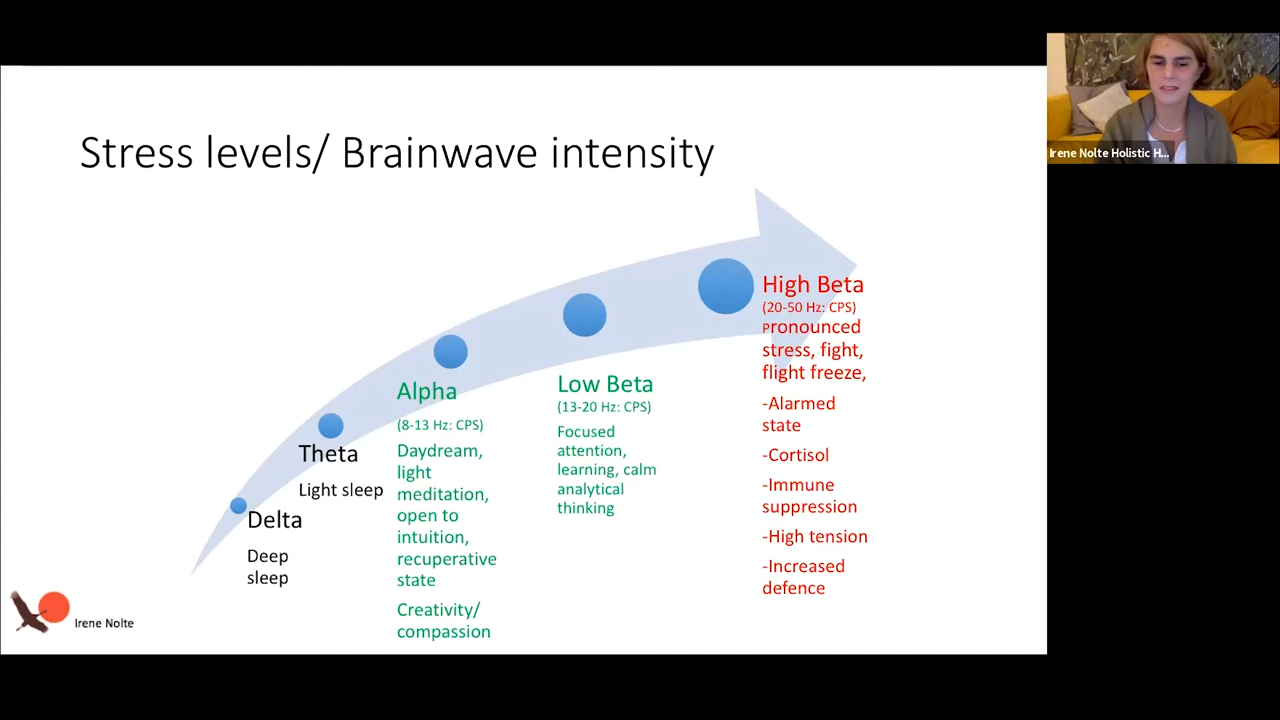 Stress levels/ Brainwave intensity
Delta
Deep
sleep
Theta
Light sleep
Alpha
(8-13 Hz: CPS)
Daydream,
light
meditation,
open to
intuition,
recuperative
state
Creativity/
compassion
Low Beta
(13-20 Hz: CPS)
Focused
attention,
learning, calm
analytical
thinking
High Beta
(20-50 Hz: CPS)
Pronounced
stress, fight,
flight freeze,
-Alarmed
state
-Cortisol
-Immune
suppression
-High tension
-Increased
defence
Irene Nolte
Irene Nolte Holistic H...